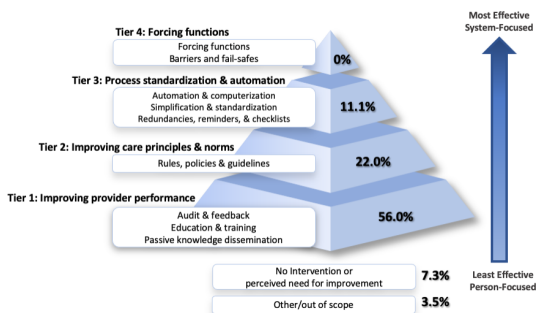 Most Effective
System-Focused
Tier 4: Forcing functions
Forcing functions
Barriers and fail-safes
0%
Tier 3: Process standardization & automation
Automation & computerization
Simplification & standardization
Redundancies, reminders, & checklists
11.1%
Tier 2: Improving care principles & norms
Rules, policies & guidelines
22.0%
Tier 1: Improving provider performance
Audit & feedback
Education & training
Passive knowledge dissemination
56.0%
No Intervention or
perceived need for improvement
7.3%
Other/out of scope
3.5%
Least Effective
Person-Focused